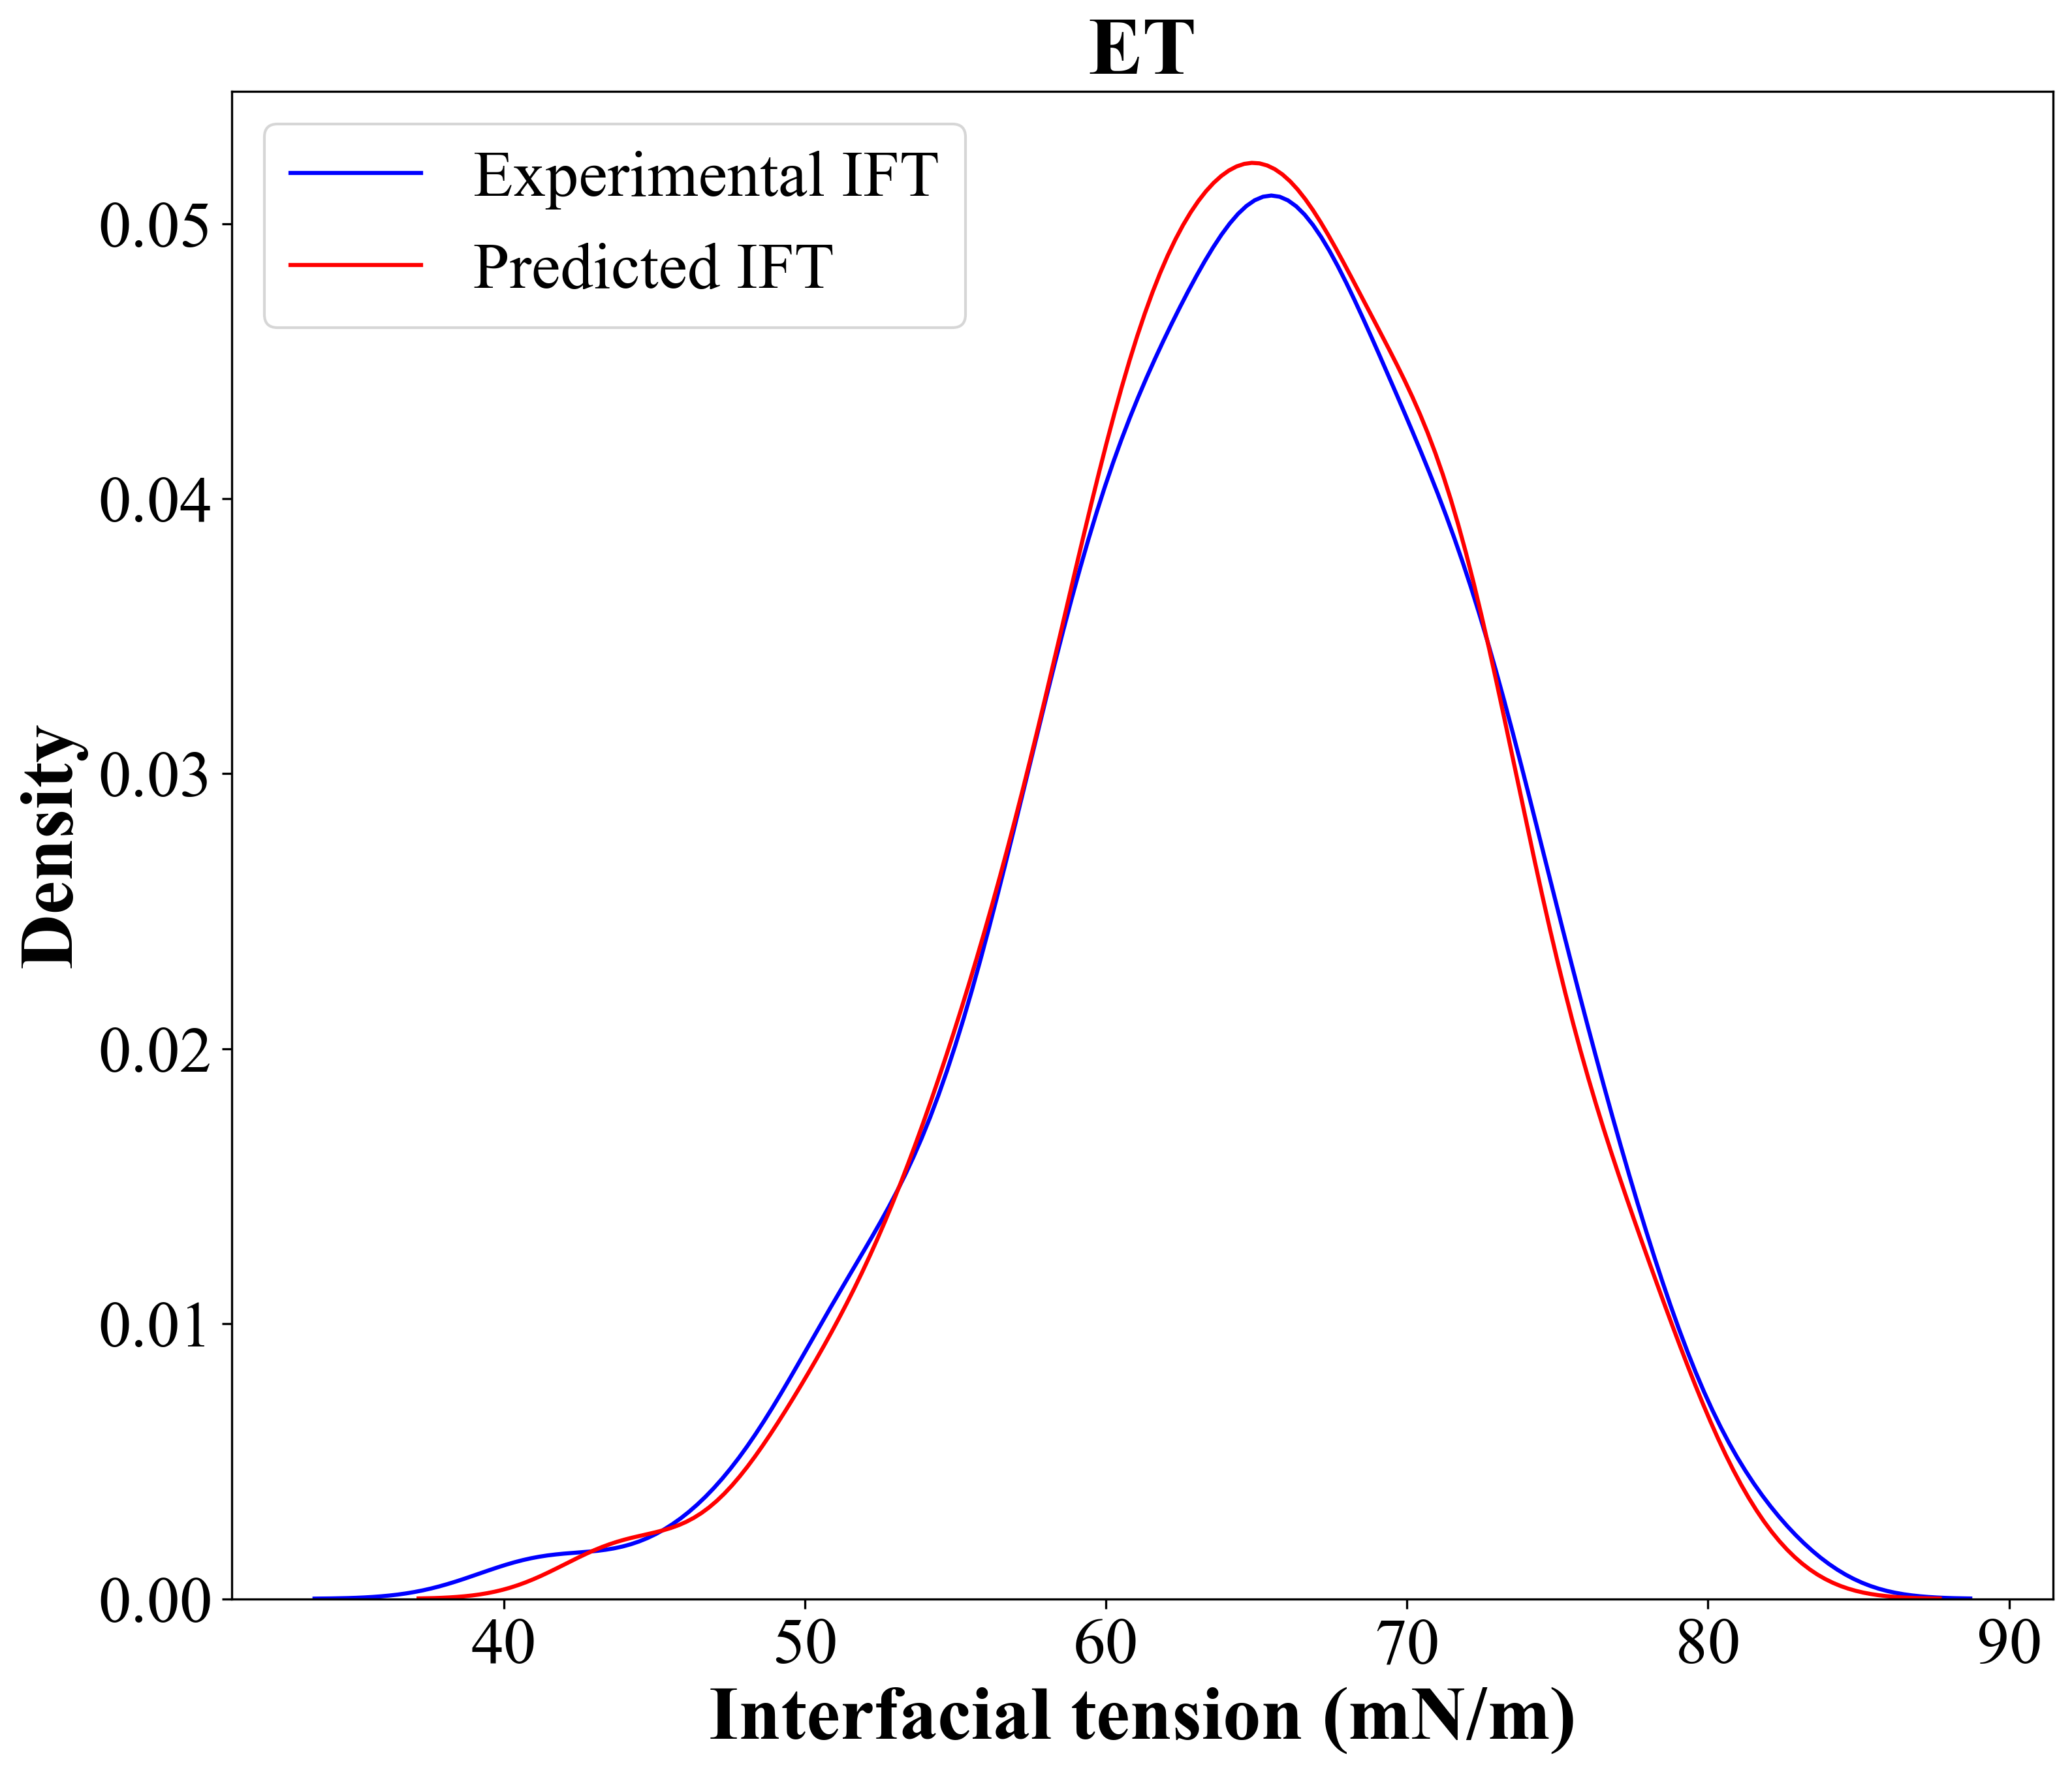 ET
Experimental IFT
Predicted IFT
0.05
0.04
0.03
0.02
0.01
0.00
Density
40 50 60 70 80 90
Interfacial tension (mN/m)